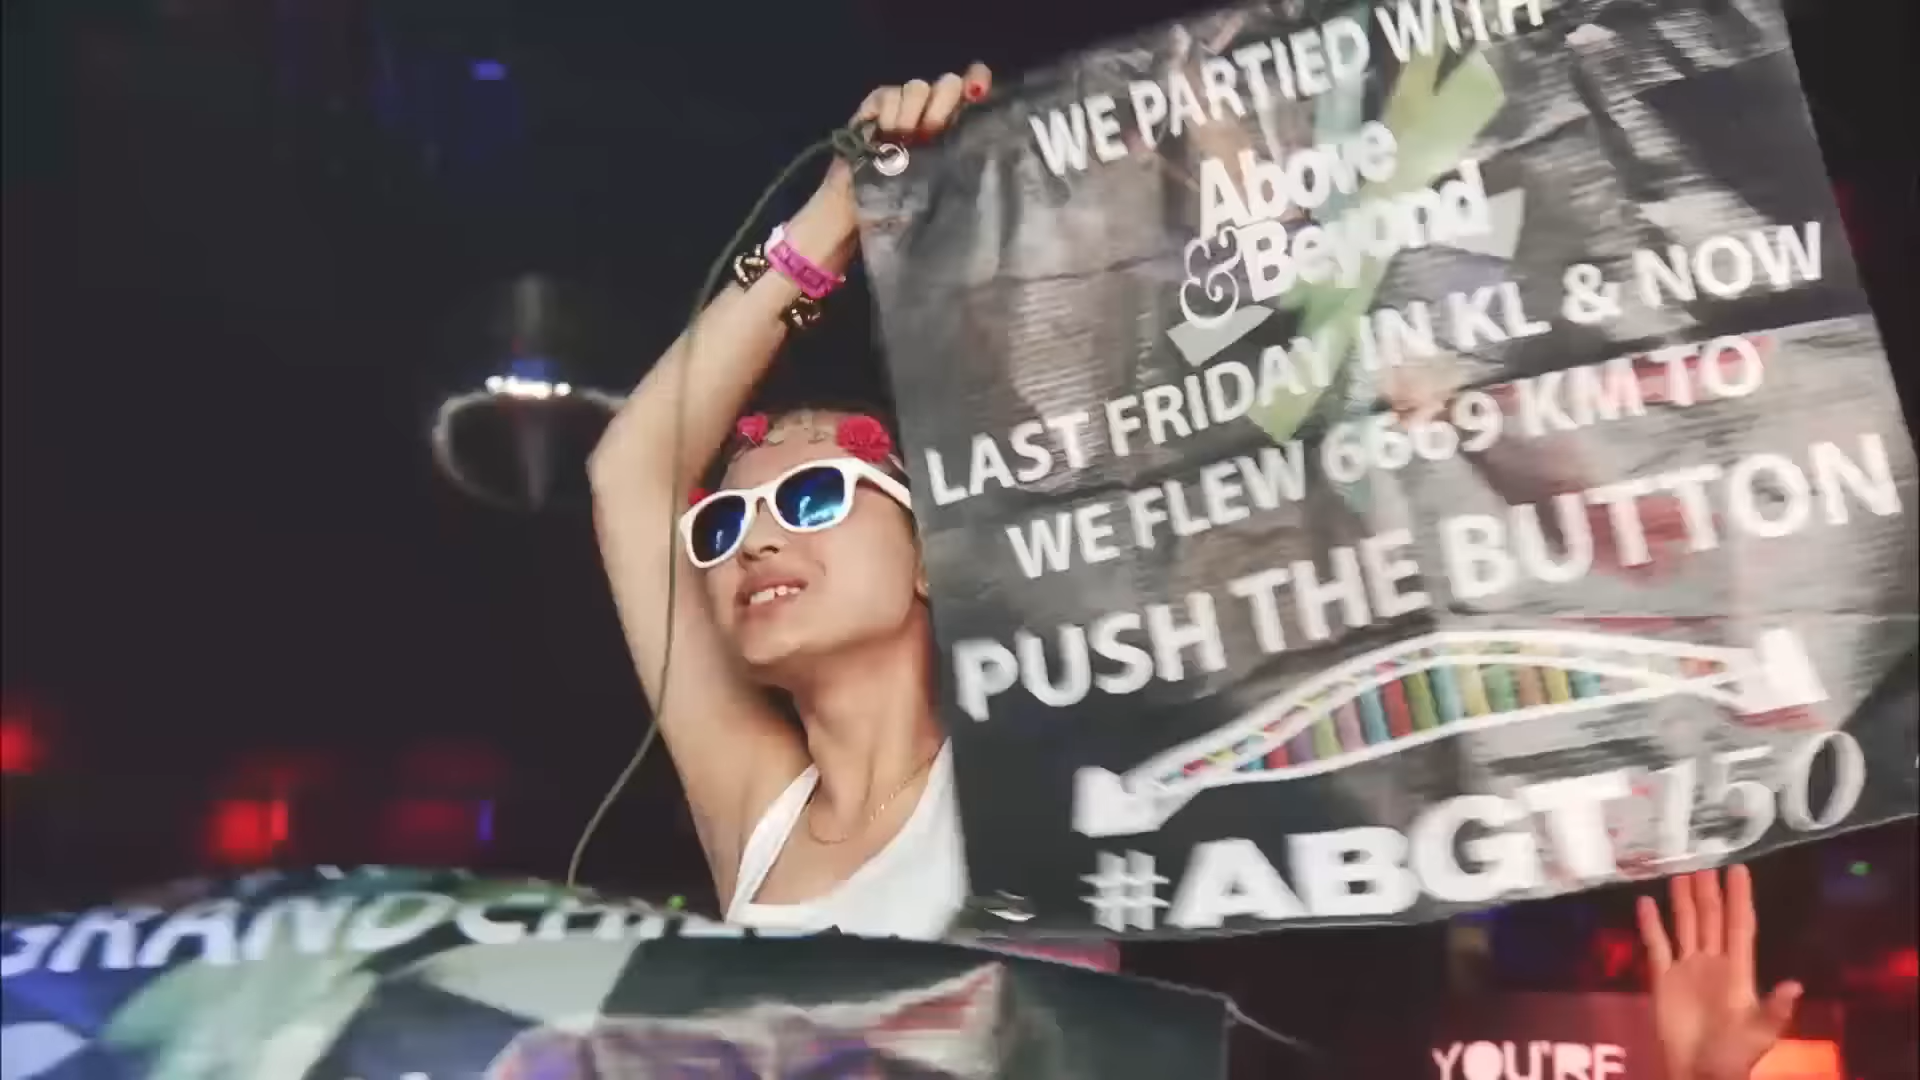 WE PARTIED WITH
Above
& Beyond
LAST FRIDAY IN KL & NOW
WE FLEW 6669 KM TO
PUSH THE BUTTON
#ABGT150
YOU'RE